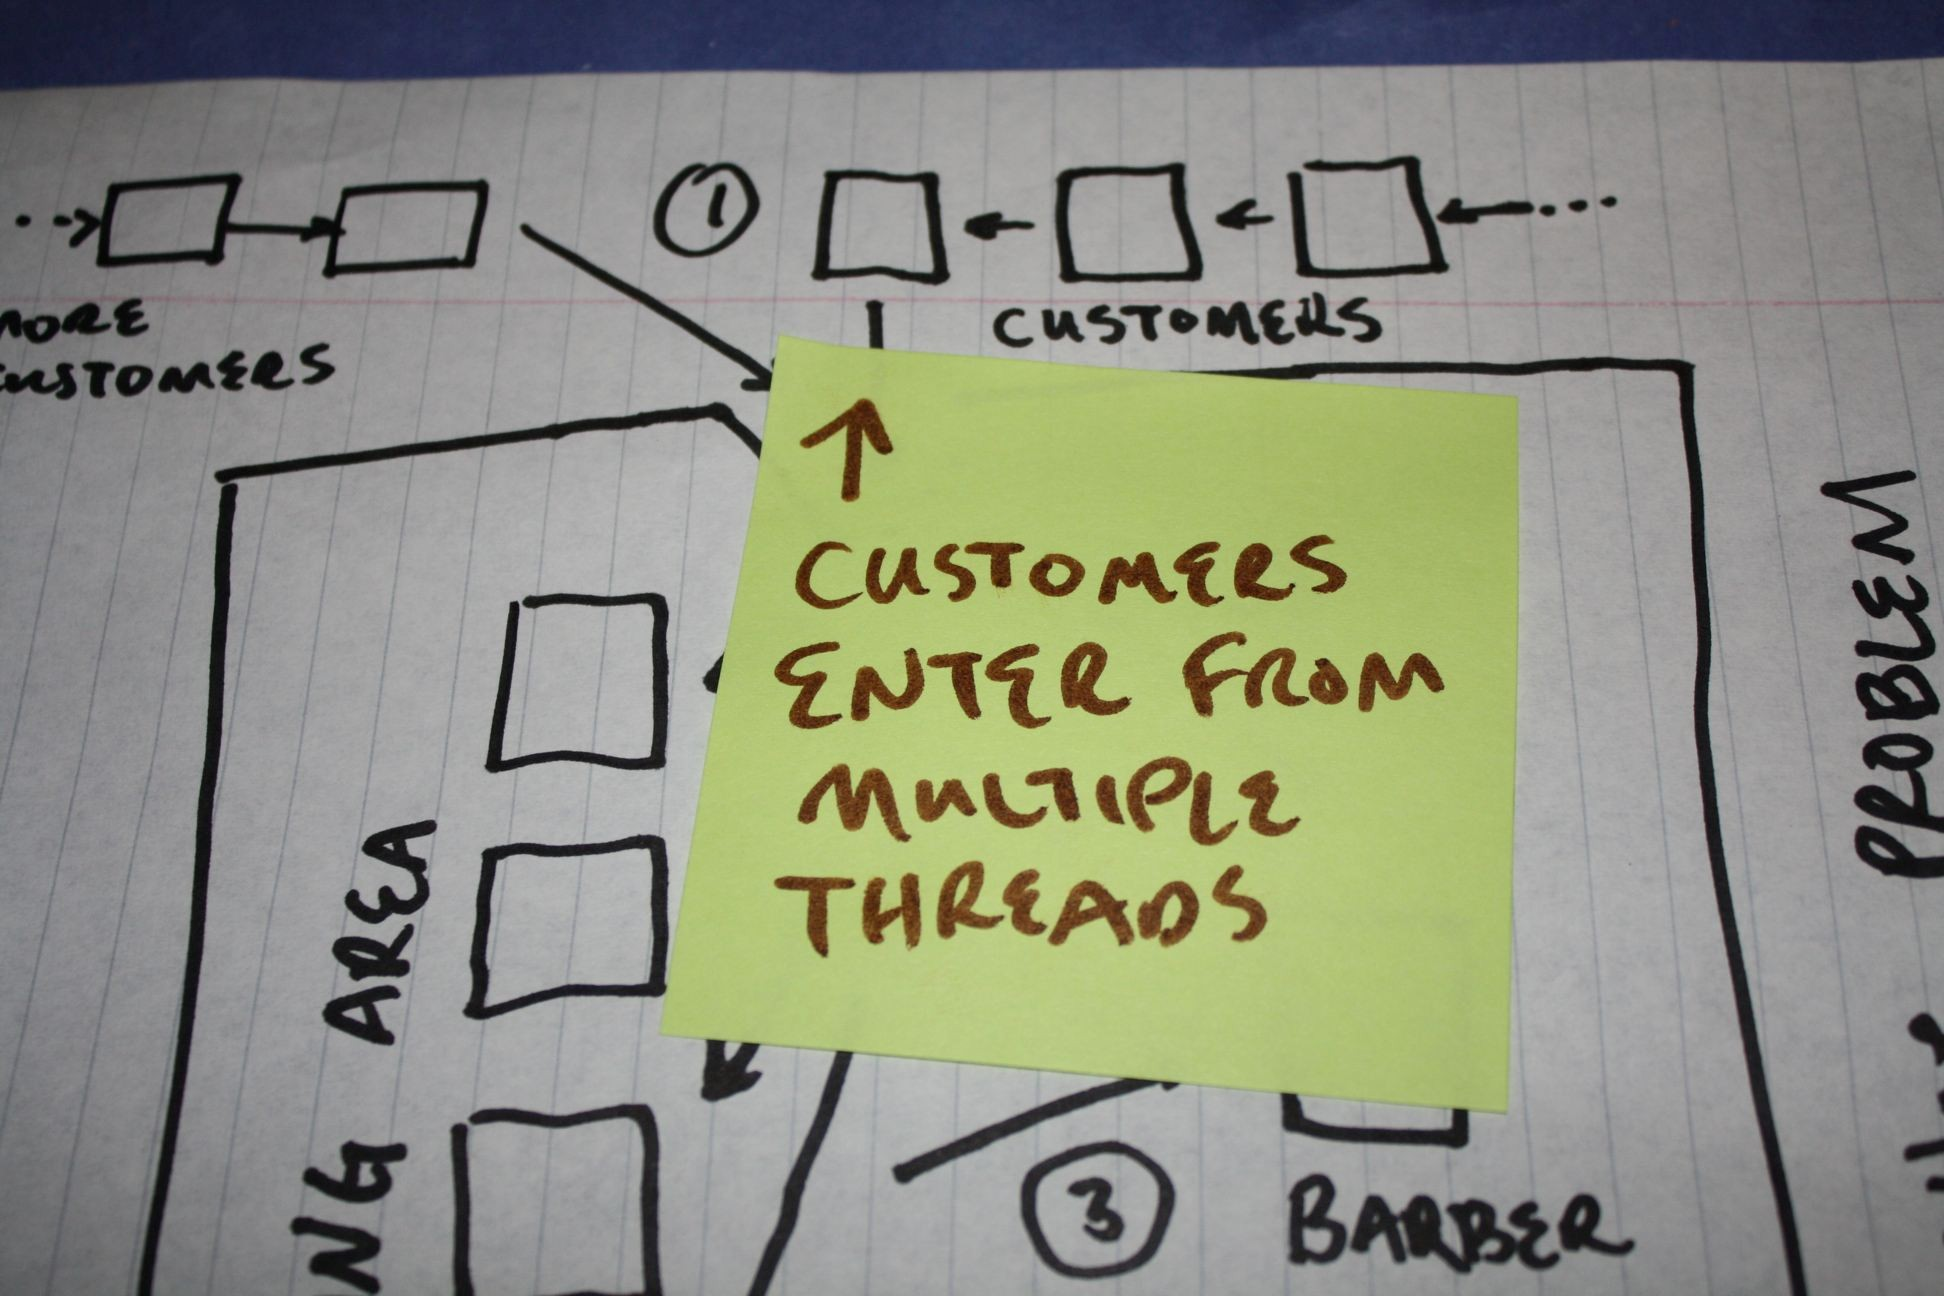 1
MORE
CUSTOMERS
CUSTOMERS
CUSTOMERS
ENTER FROM
MULTIPLE
THREADS
AREA
PROBLEM
3
BARBER